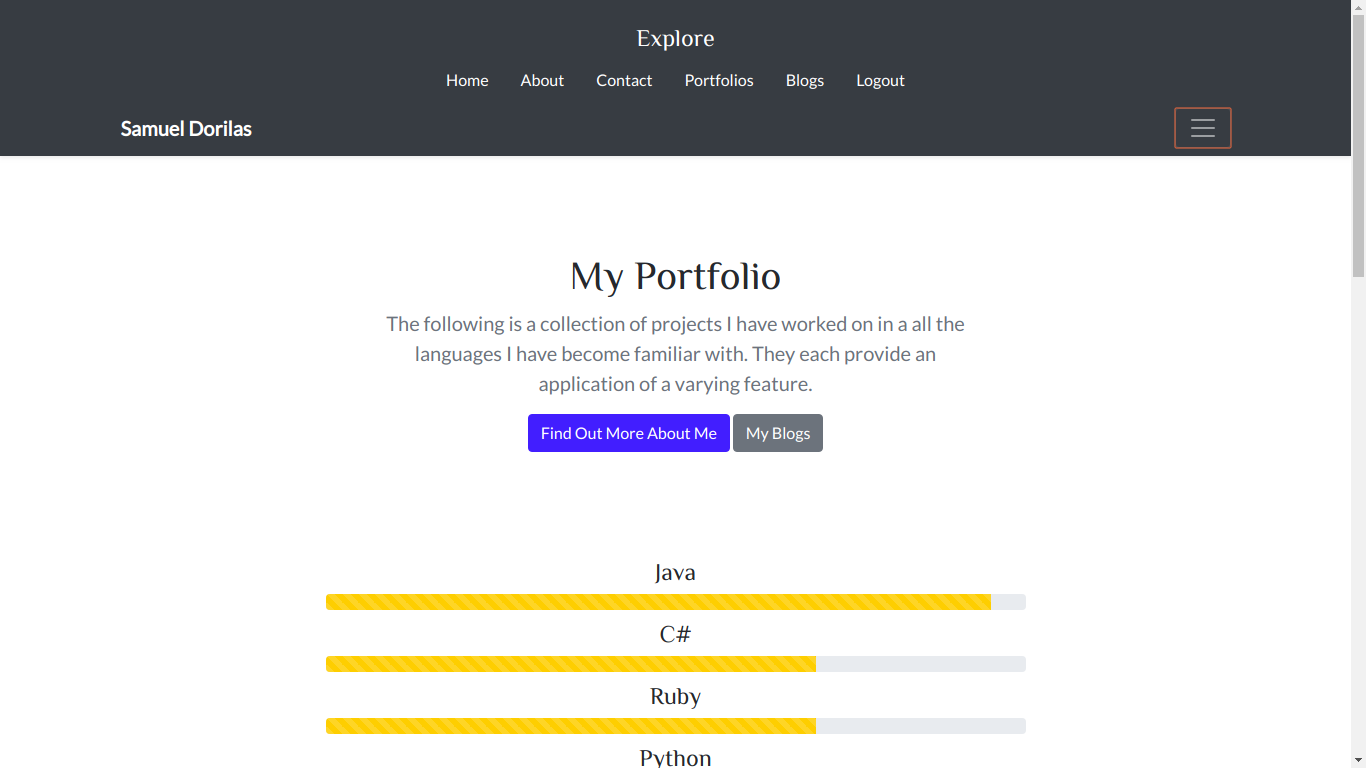 Explore
Home About Contact Portfolios Blogs Logout
Samuel Dorilas
My Portfolio
The following is a collection of projects I have worked on in a all the
languages I have become familiar with. They each provide an
application of a varying feature.
Find Out More About Me My Blogs
Java
C#
Ruby
Python